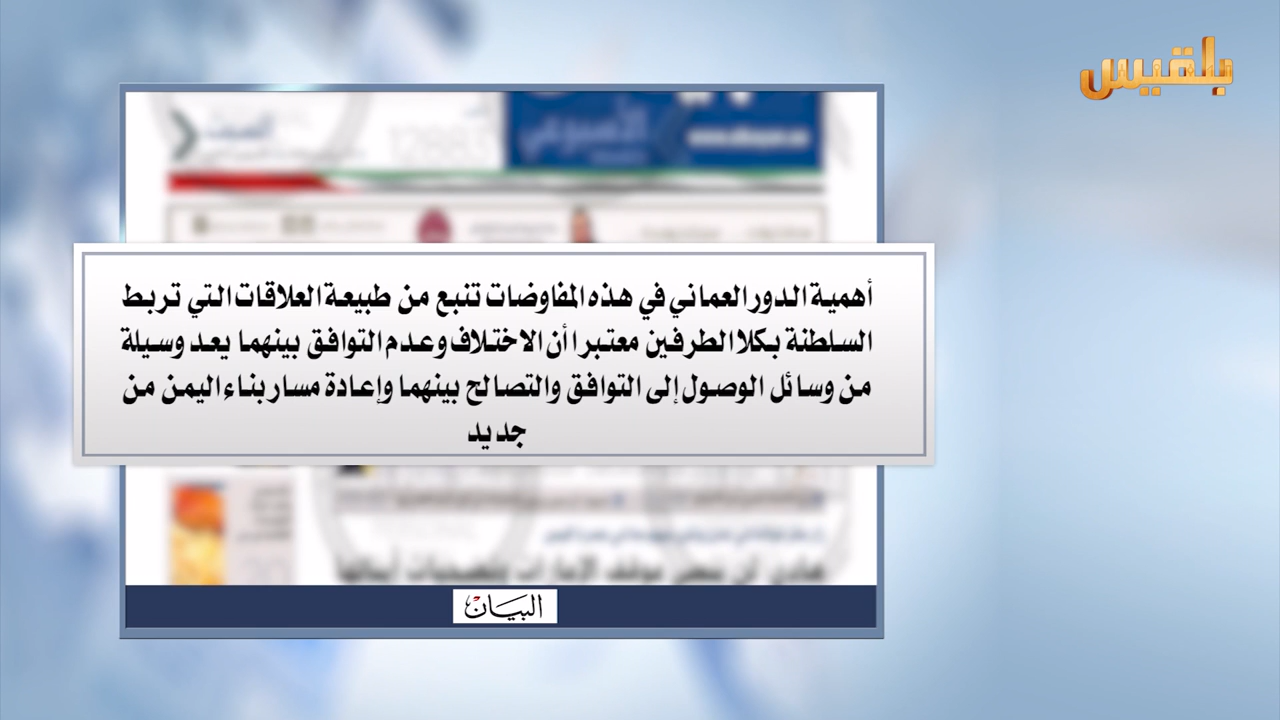 بلقيس
أهمية الدور العماني في هذه المفاوضات تنبع من طبيعة العلاقات التي تربط
السلطنة بكلا الطرفين معتبرا أن الاختلاف وعدم التوافق بينهما يعد وسيلة
من وسائل الوصول إلى التوافق والتصالح بينهما وإعادة مسار بناء اليمن من
جديد
البيان